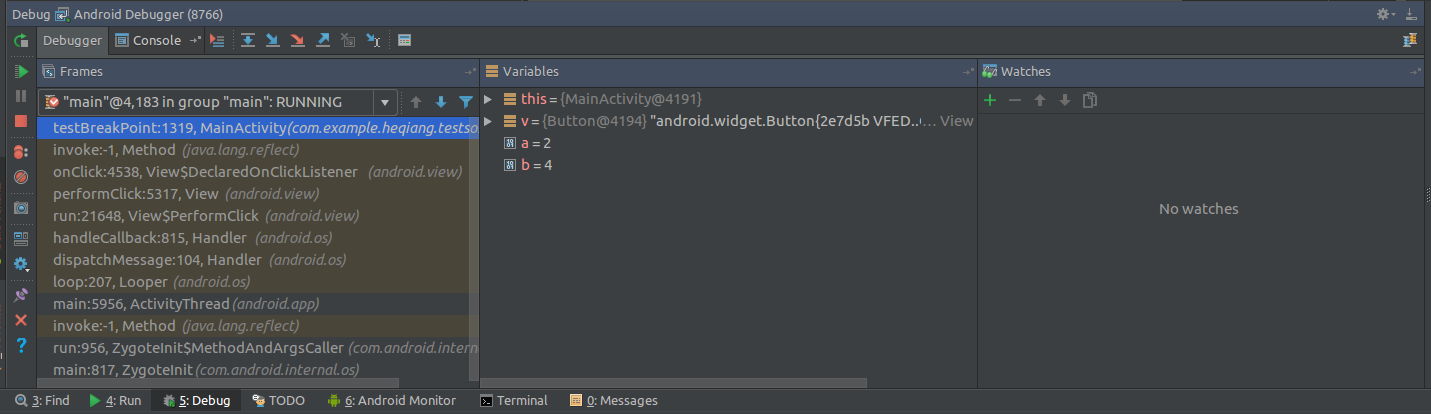 Debug Android Debugger (8766)
Debugger Console
Frames
"main"@4,183 in group "main": RUNNING
testBreakPoint:1319, MainActivity (com.example.heqiang.testso
invoke:-1, Method (java.lang.reflect)
onClick:4538, View$DeclaredOnClickListener (android.view)
performClick:5317, View (android.view)
run:21648, View$PerformClick (android.view)
handleCallback:815, Handler (android.os)
dispatchMessage:104, Handler (android.os)
loop:207, Looper (android.os)
main:5956, ActivityThread (android.app)
invoke:-1, Method (java.lang.reflect)
run:956, ZygoteInit$MethodAndArgsCaller (com.android.intern
main:817, ZygoteInit (com.android.internal.os)
Variables
this = {MainActivity@4191}
v = {Button@4194} "android.widget.Button{2e7d5b VFED..C... View
a = 2
b = 4
Watches
No watches
3: Find 4: Run 5: Debug TODO 6: Android Monitor Terminal 0: Messages